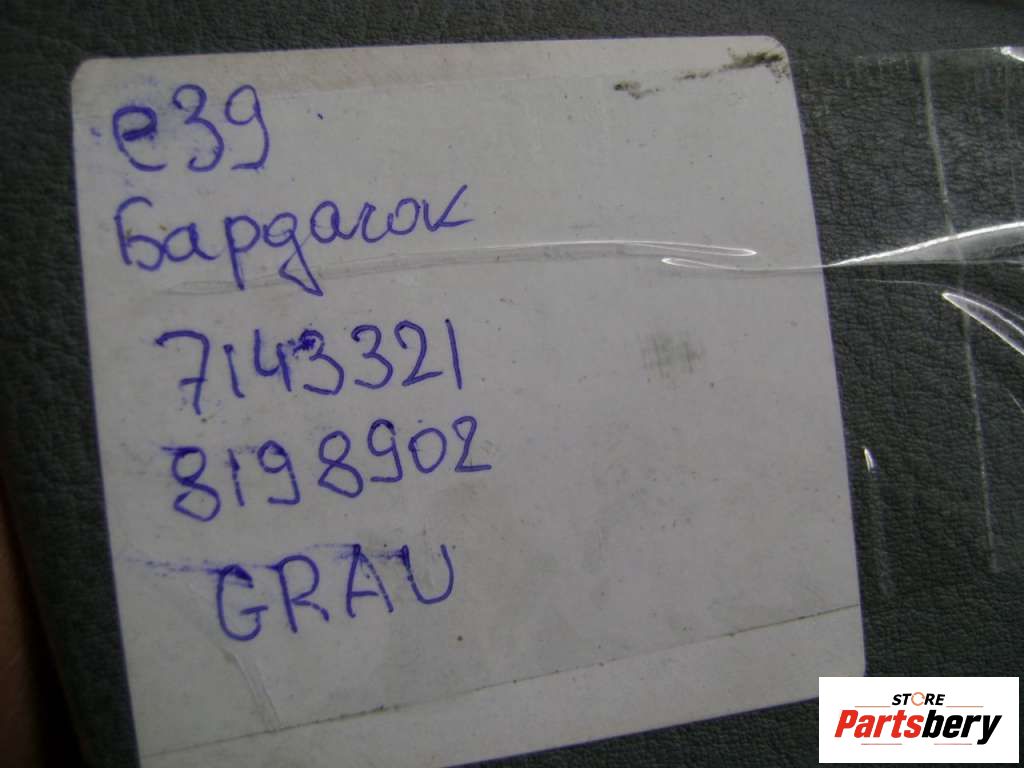 e39
Бардачок
7143321
8198902
GRAU
STORE
Partsbery